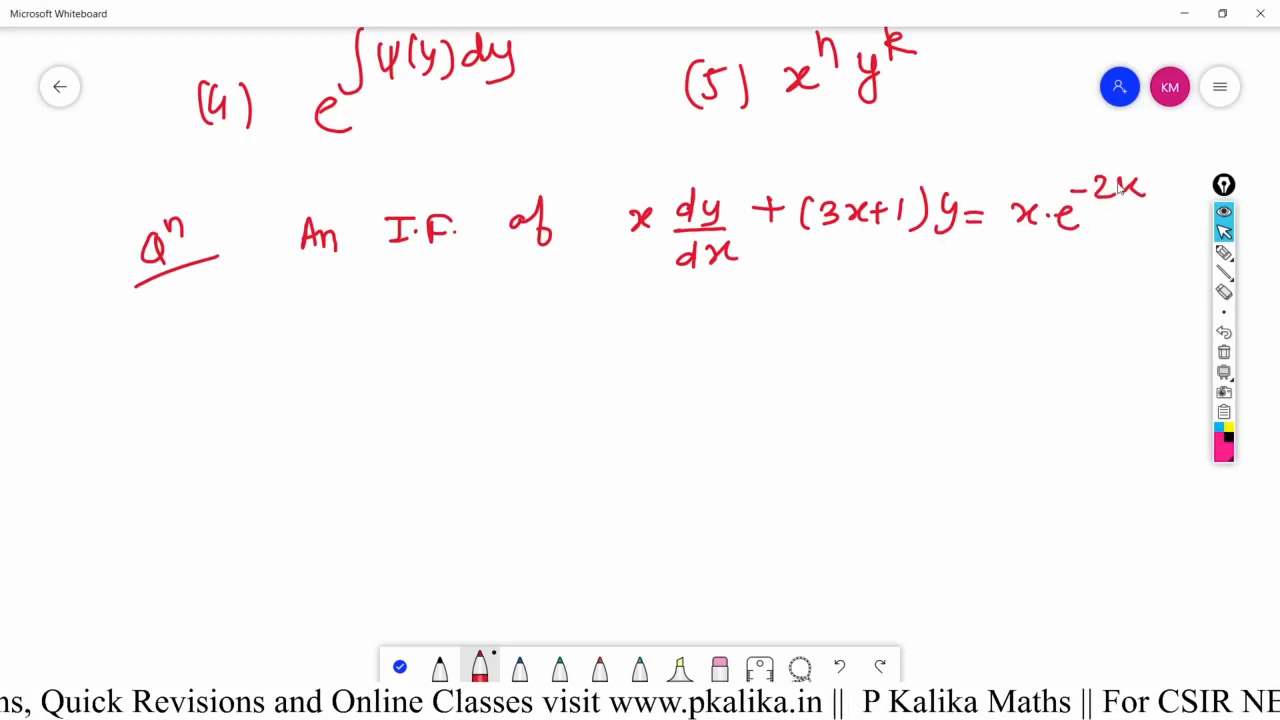 Microsoft Whiteboard
(4) e^∫ψ(y)dy (5) x^h y^k
KM
Qⁿ An I.F. of x dy/dx + (3x+1)y = x·e^-2x
ns, Quick Revisions and Online Classes visit www.pkalika.in || P Kalika Maths || For CSIR NE